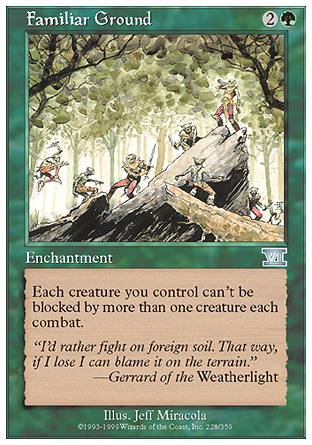 Familiar Ground 2
Enchantment VI
Each creature you control can't be
blocked by more than one creature each
combat.
"I'd rather fight on foreign soil. That way,
if I lose I can blame it on the terrain."
—Gerrard of the Weatherlight
Illus. Jeff Miracola
©1993-1999 Wizards of the Coast, Inc. 228/350